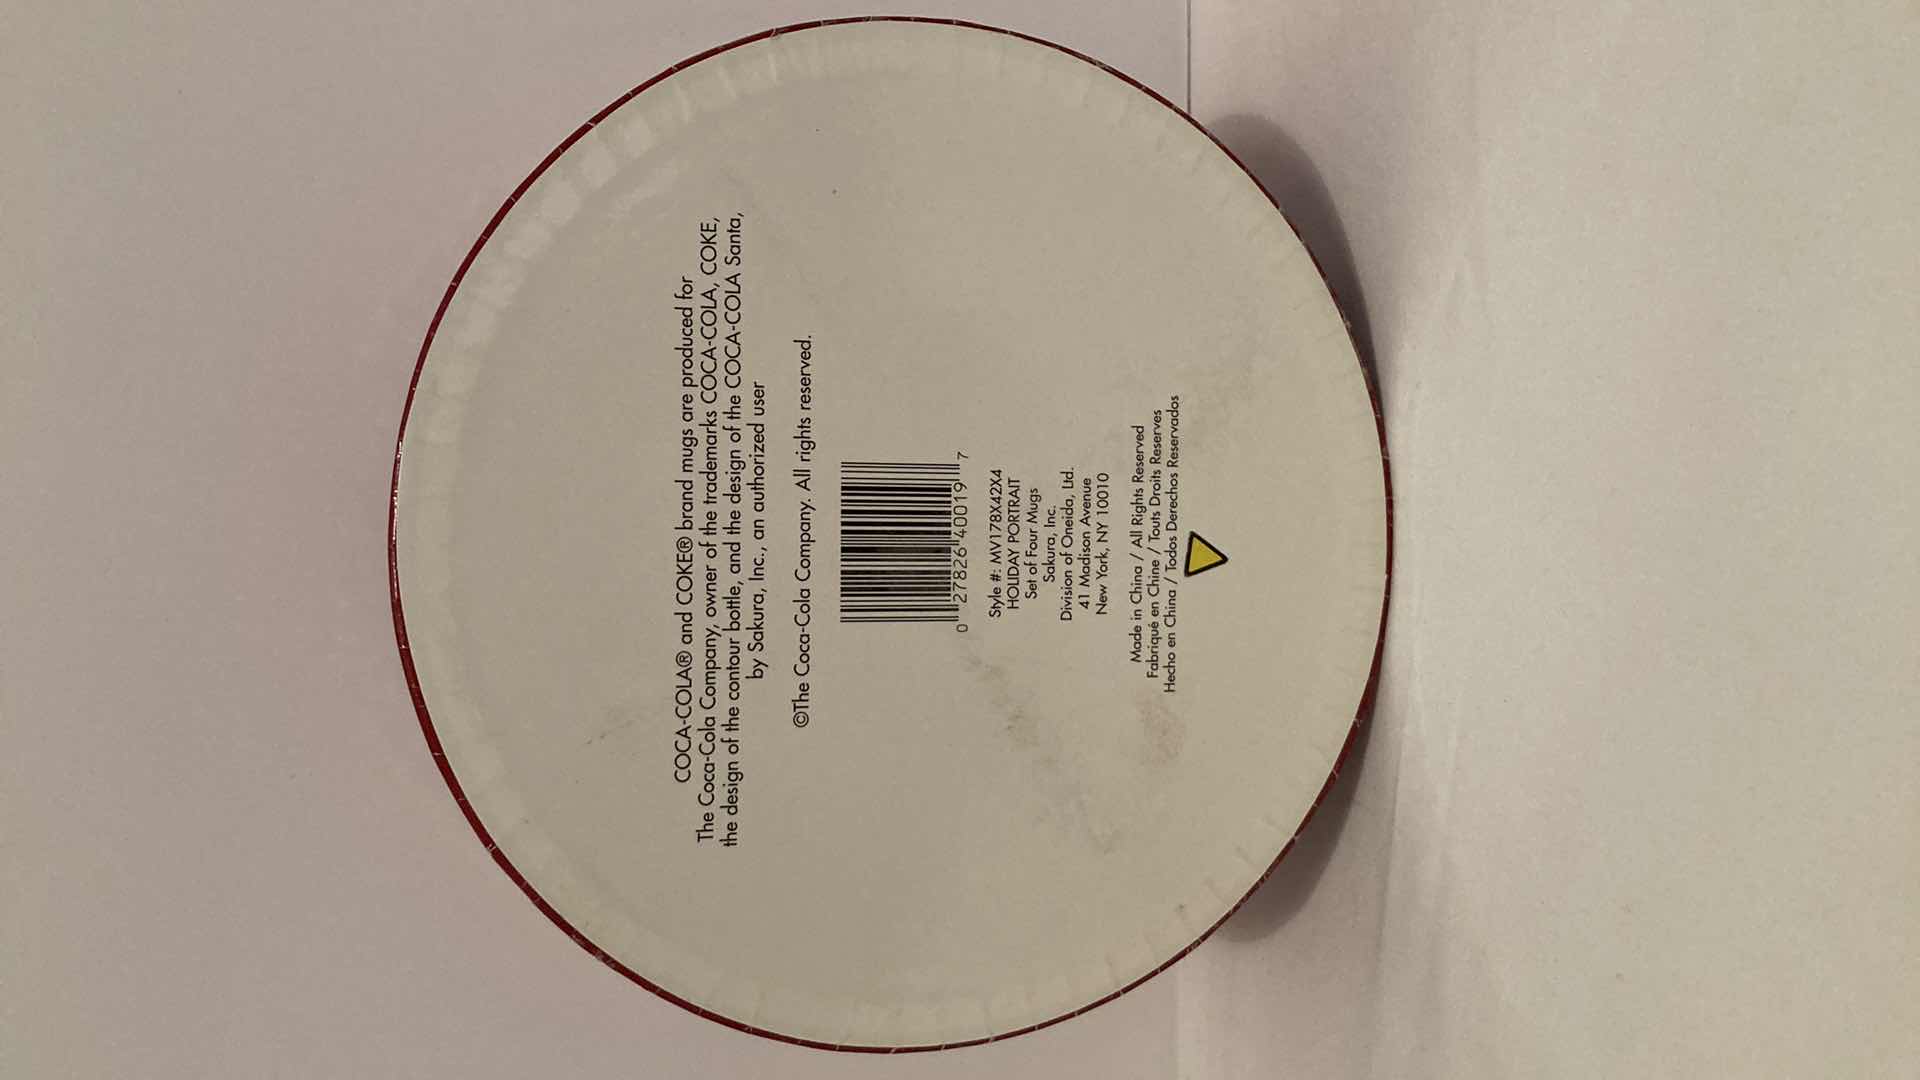 COCA-COLA® and COKE® brand mugs are produced for
The Coca-Cola Company, owner of the trademarks COCA-COLA, COKE,
the design of the contour bottle, and the design of the COCA-COLA Santa,
by Sakura, Inc., an authorized user
©The Coca-Cola Company. All rights reserved.
0 27826 40019 7
Style #: MV178X42X4
HOLIDAY PORTRAIT
Set of Four Mugs
Sakura, Inc.
Division of Oneida, Ltd.
41 Madison Avenue
New York, NY 10010
Made in China / All Rights Reserved
Fabriqué en Chine / Touts Droits Reserves
Hecho en China / Todos Derechos Reservados